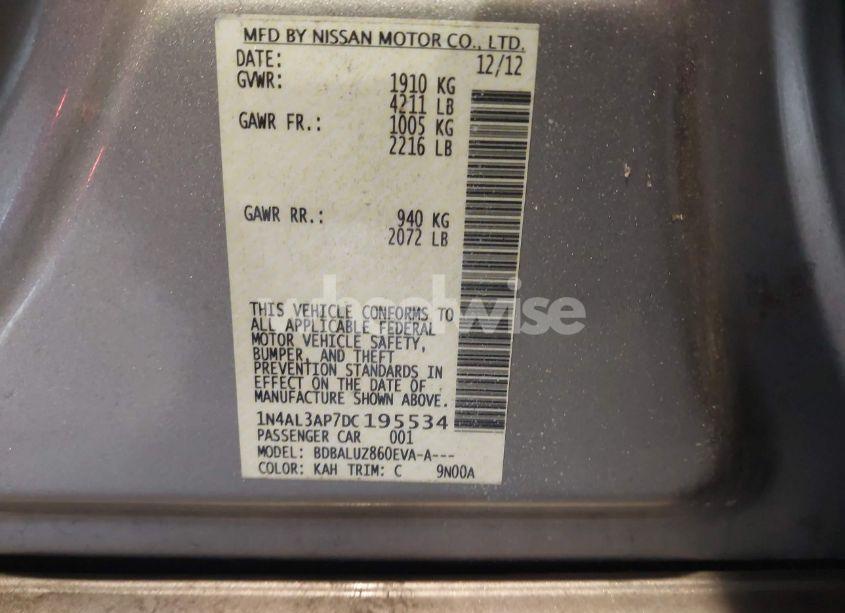 MFD BY NISSAN MOTOR CO., LTD.
DATE: 12/12
GVWR: 1910 KG
4211 LB
GAWR FR.: 1005 KG
2216 LB
GAWR RR.: 940 KG
2072 LB
wheelwise
THIS VEHICLE CONFORMS TO
ALL APPLICABLE FEDERAL
MOTOR VEHICLE SAFETY,
BUMPER, AND THEFT
PREVENTION STANDARDS IN
EFFECT ON THE DATE OF
MANUFACTURE SHOWN ABOVE.
1N4AL3AP7DC195534
PASSENGER CAR 001
MODEL: BDBALUZ860EVA-A---
COLOR: KAH TRIM: C 9N00A